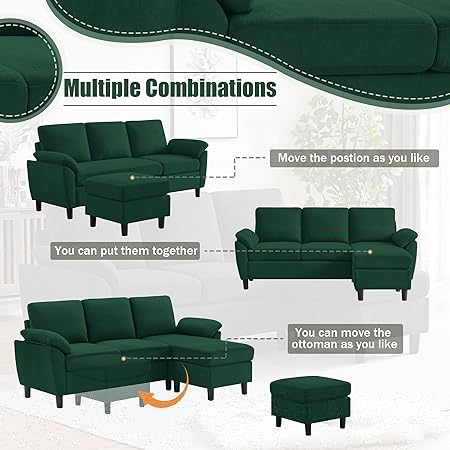 Multiple Combinations
Move the postion as you like
You can put them together
You can move the
ottoman as you like